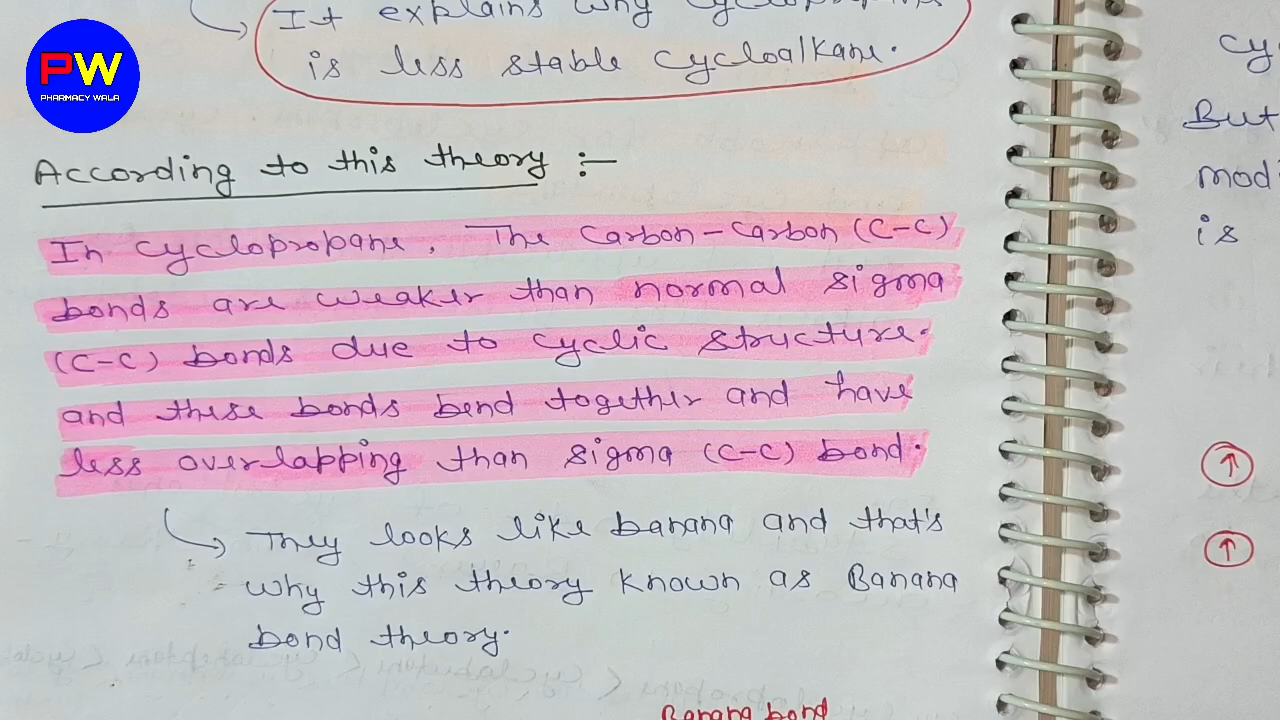 It explains why cyclopropane
is less stable cycloalkane.
PW
PHARMACY WALA
According to this theory :-
In cyclopropane, The Carbon-Carbon (C-C)
bonds are weaker than normal sigma
(C-C) bonds due to cyclic structure.
and these bonds bend together and have
less overlapping than sigma (C-C) bond.
They looks like banana and that's
why this theory known as Banana
bond theory.
Banana bond
cy
But
mod
is